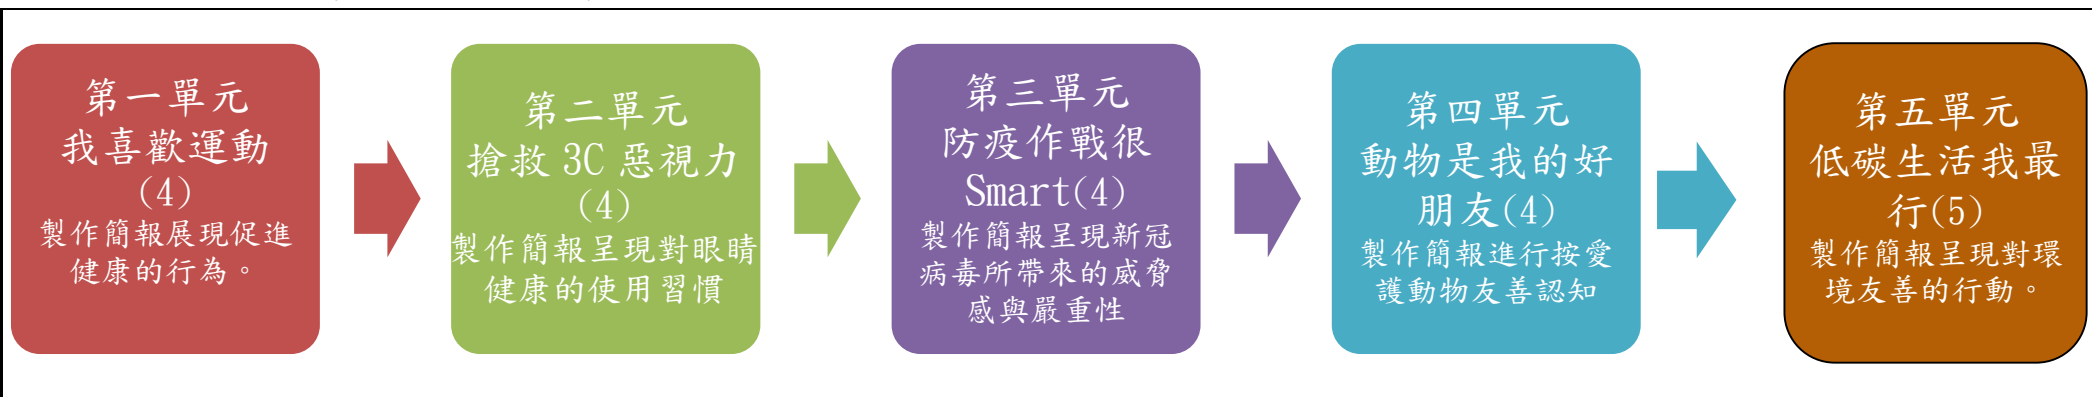 第一單元
我喜歡運動
(4)
製作簡報展現促進
健康的行為。
第二單元
搶救 3C 惡視力
(4)
製作簡報呈現對眼睛
健康的使用習慣
第三單元
防疫作戰很
Smart(4)
製作簡報呈現新冠
病毒所帶來的威脅
感與嚴重性
第四單元
動物是我的好
朋友(4)
製作簡報進行按愛
護動物友善認知
第五單元
低碳生活我最
行(5)
製作簡報呈現對環
境友善的行動。